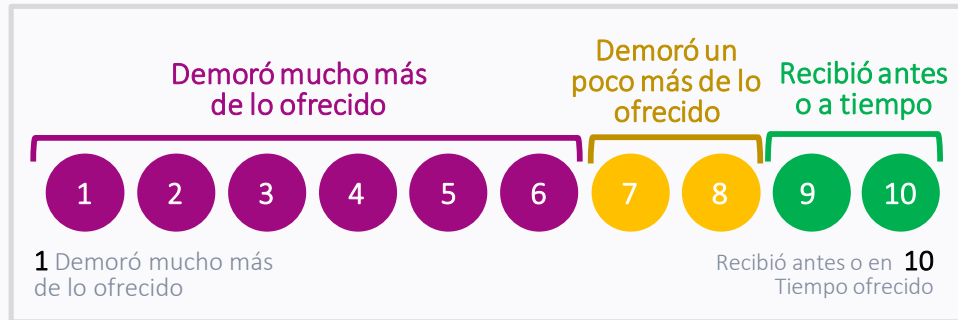 Demoró mucho más
de lo ofrecido
Demoró un
poco más de lo
ofrecido
Recibió antes
o a tiempo
1 2 3 4 5 6 7 8 9 10
1 Demoró mucho más
de lo ofrecido
Recibió antes o en 10
Tiempo ofrecido